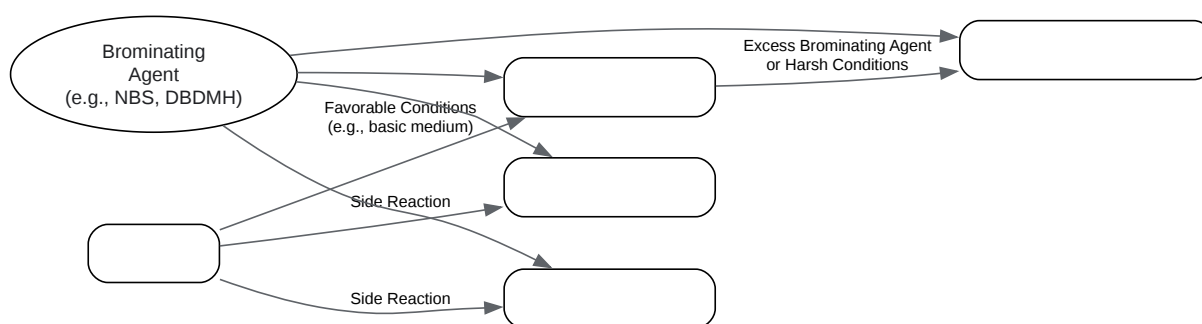 Brominating
Agent
(e.g., NBS, DBDMH)
Excess Brominating Agent
or Harsh Conditions
Favorable Conditions
(e.g., basic medium)
Side Reaction
Side Reaction